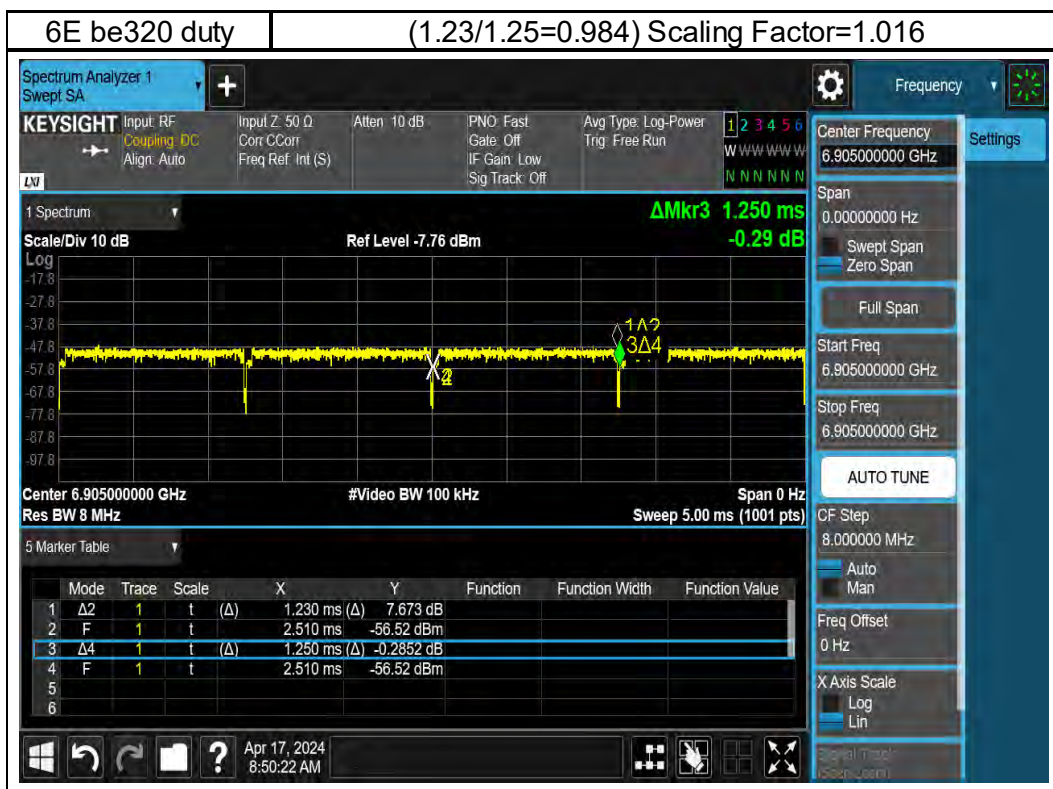 6E be320 duty (1.23/1.25=0.984) Scaling Factor=1.016
Spectrum Analyzer 1
Swept SA
+
Frequency
KEYSIGHT Input: RF Input Z: 50 Ω Atten: 10 dB PNO: Fast Avg Type: Log-Power 1 2 3 4 5 6
Coupling: DC Corr CCorr Gate: Off Trig: Free Run W W W W W W
Align: Auto Freq Ref: Int (S) IF Gain: Low N N N N N N
Sig Track: Off
LXI
1 Spectrum
ΔMkr3 1.250 ms
-0.29 dB
Scale/Div 10 dB Ref Level -7.76 dBm
Log
-17.8
-27.8
-37.8
-47.8
-57.8
-67.8
-77.8
-87.8
-97.8
3Δ4
Center 6.905000000 GHz #Video BW 100 kHz Span 0 Hz
Res BW 8 MHz Sweep 5.00 ms (1001 pts)
5 Marker Table
Mode Trace Scale X Y Function Function Width Function Value
1 Δ2 1 t (Δ) 1.230 ms (Δ) 7.673 dB
2 F 1 t 2.510 ms -56.52 dBm
3 Δ4 1 t (Δ) 1.250 ms (Δ) -0.2852 dB
4 F 1 t 2.510 ms -56.52 dBm
5
6
?
Apr 17, 2024
8:50:22 AM
Center Frequency
6.905000000 GHz
Settings
Span
0.00000000 Hz
Swept Span
Zero Span
Full Span
Start Freq
6.905000000 GHz
Stop Freq
6.905000000 GHz
AUTO TUNE
CF Step
8.000000 MHz
Auto
Man
Freq Offset
0 Hz
X Axis Scale
Log
Lin